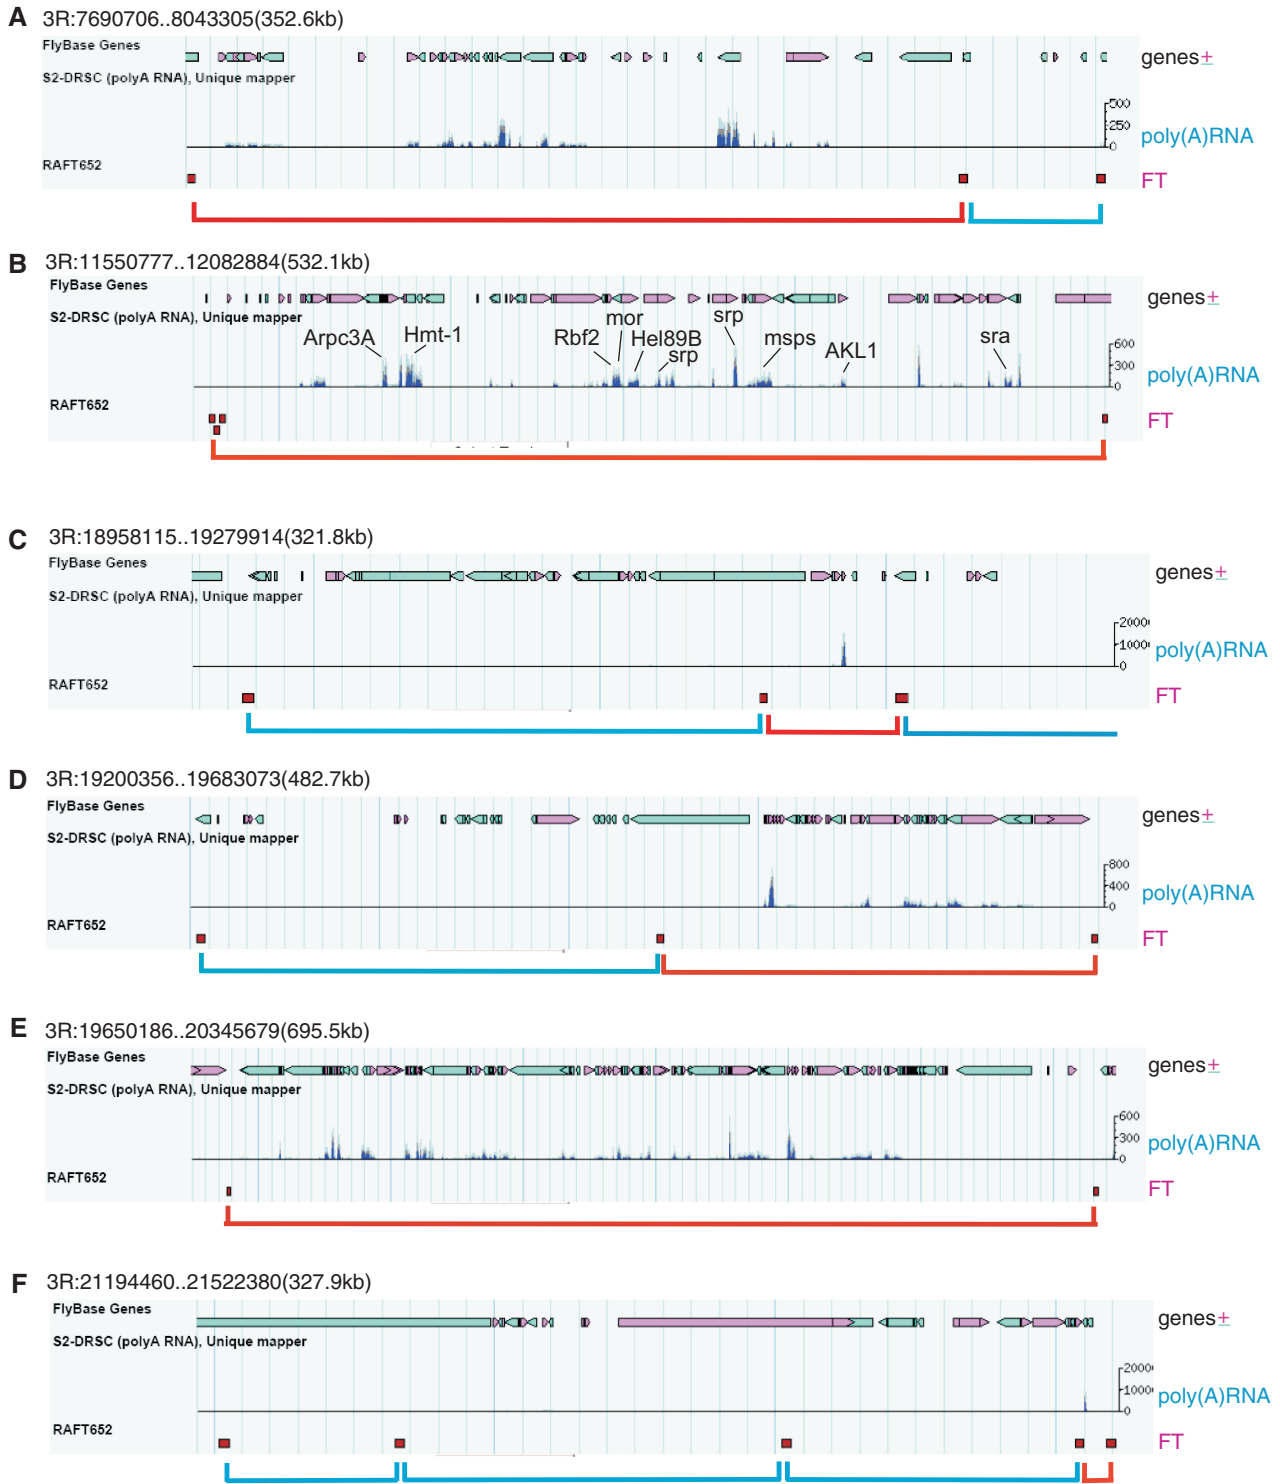 A 3R:7690706..8043305(352.6kb)
FlyBase Genes
genes±
S2-DRSC (polyA RNA), Unique mapper
500
250
0
poly(A)RNA
RAFT652
FT
B 3R:11550777..12082884(532.1kb)
FlyBase Genes
genes±
S2-DRSC (polyA RNA), Unique mapper
Arpc3A Hmt-1 Rbf2 mor Hel89B srp srp msps AKL1 sra
600
300
0
poly(A)RNA
RAFT652
FT
C 3R:18958115..19279914(321.8kb)
FlyBase Genes
genes±
S2-DRSC (polyA RNA), Unique mapper
2000
1000
0
poly(A)RNA
RAFT652
FT
D 3R:19200356..19683073(482.7kb)
FlyBase Genes
genes±
S2-DRSC (polyA RNA), Unique mapper
800
400
0
poly(A)RNA
RAFT652
FT
E 3R:19650186..20345679(695.5kb)
FlyBase Genes
genes±
S2-DRSC (polyA RNA), Unique mapper
600
300
0
poly(A)RNA
RAFT652
FT
F 3R:21194460..21522380(327.9kb)
FlyBase Genes
genes±
S2-DRSC (polyA RNA), Unique mapper
2000
1000
0
poly(A)RNA
RAFT652
FT